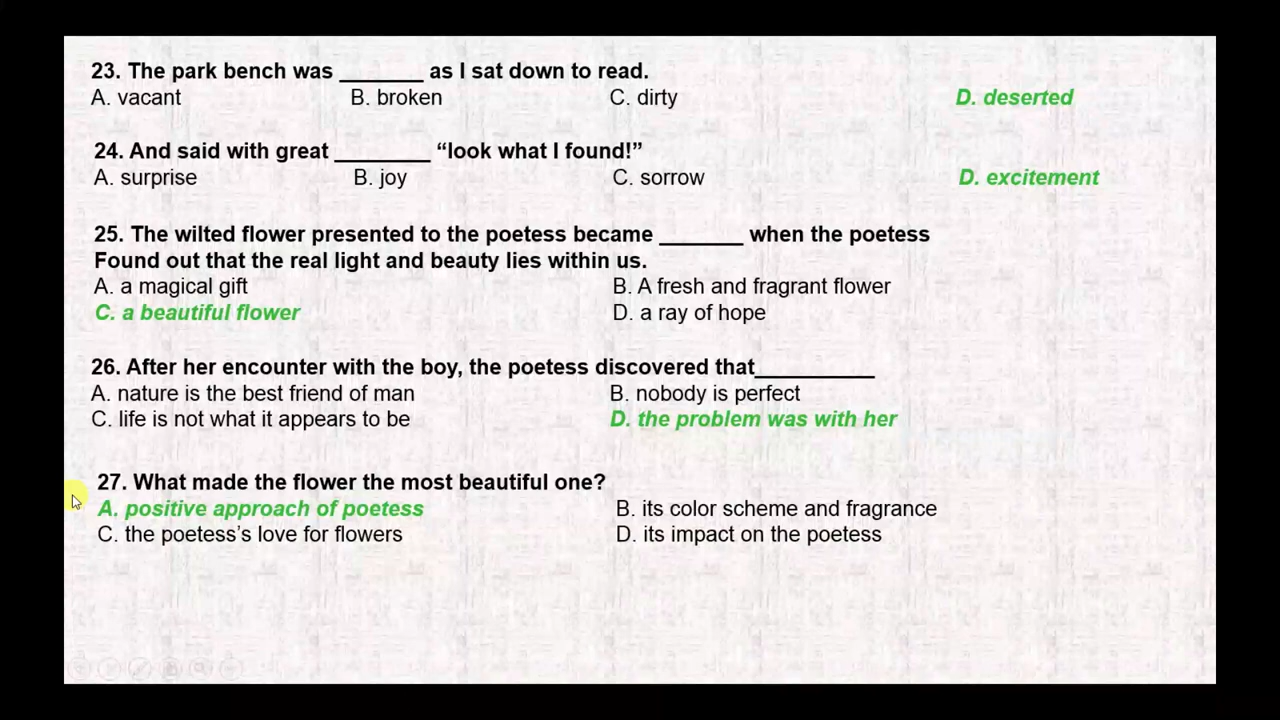 23. The park bench was _______ as I sat down to read.
A. vacant B. broken C. dirty D. deserted
24. And said with great ________ “look what I found!”
A. surprise B. joy C. sorrow D. excitement
25. The wilted flower presented to the poetess became _______ when the poetess
Found out that the real light and beauty lies within us.
A. a magical gift B. A fresh and fragrant flower
C. a beautiful flower D. a ray of hope
26. After her encounter with the boy, the poetess discovered that__________
A. nature is the best friend of man B. nobody is perfect
C. life is not what it appears to be D. the problem was with her
27. What made the flower the most beautiful one?
A. positive approach of poetess B. its color scheme and fragrance
C. the poetess’s love for flowers D. its impact on the poetess